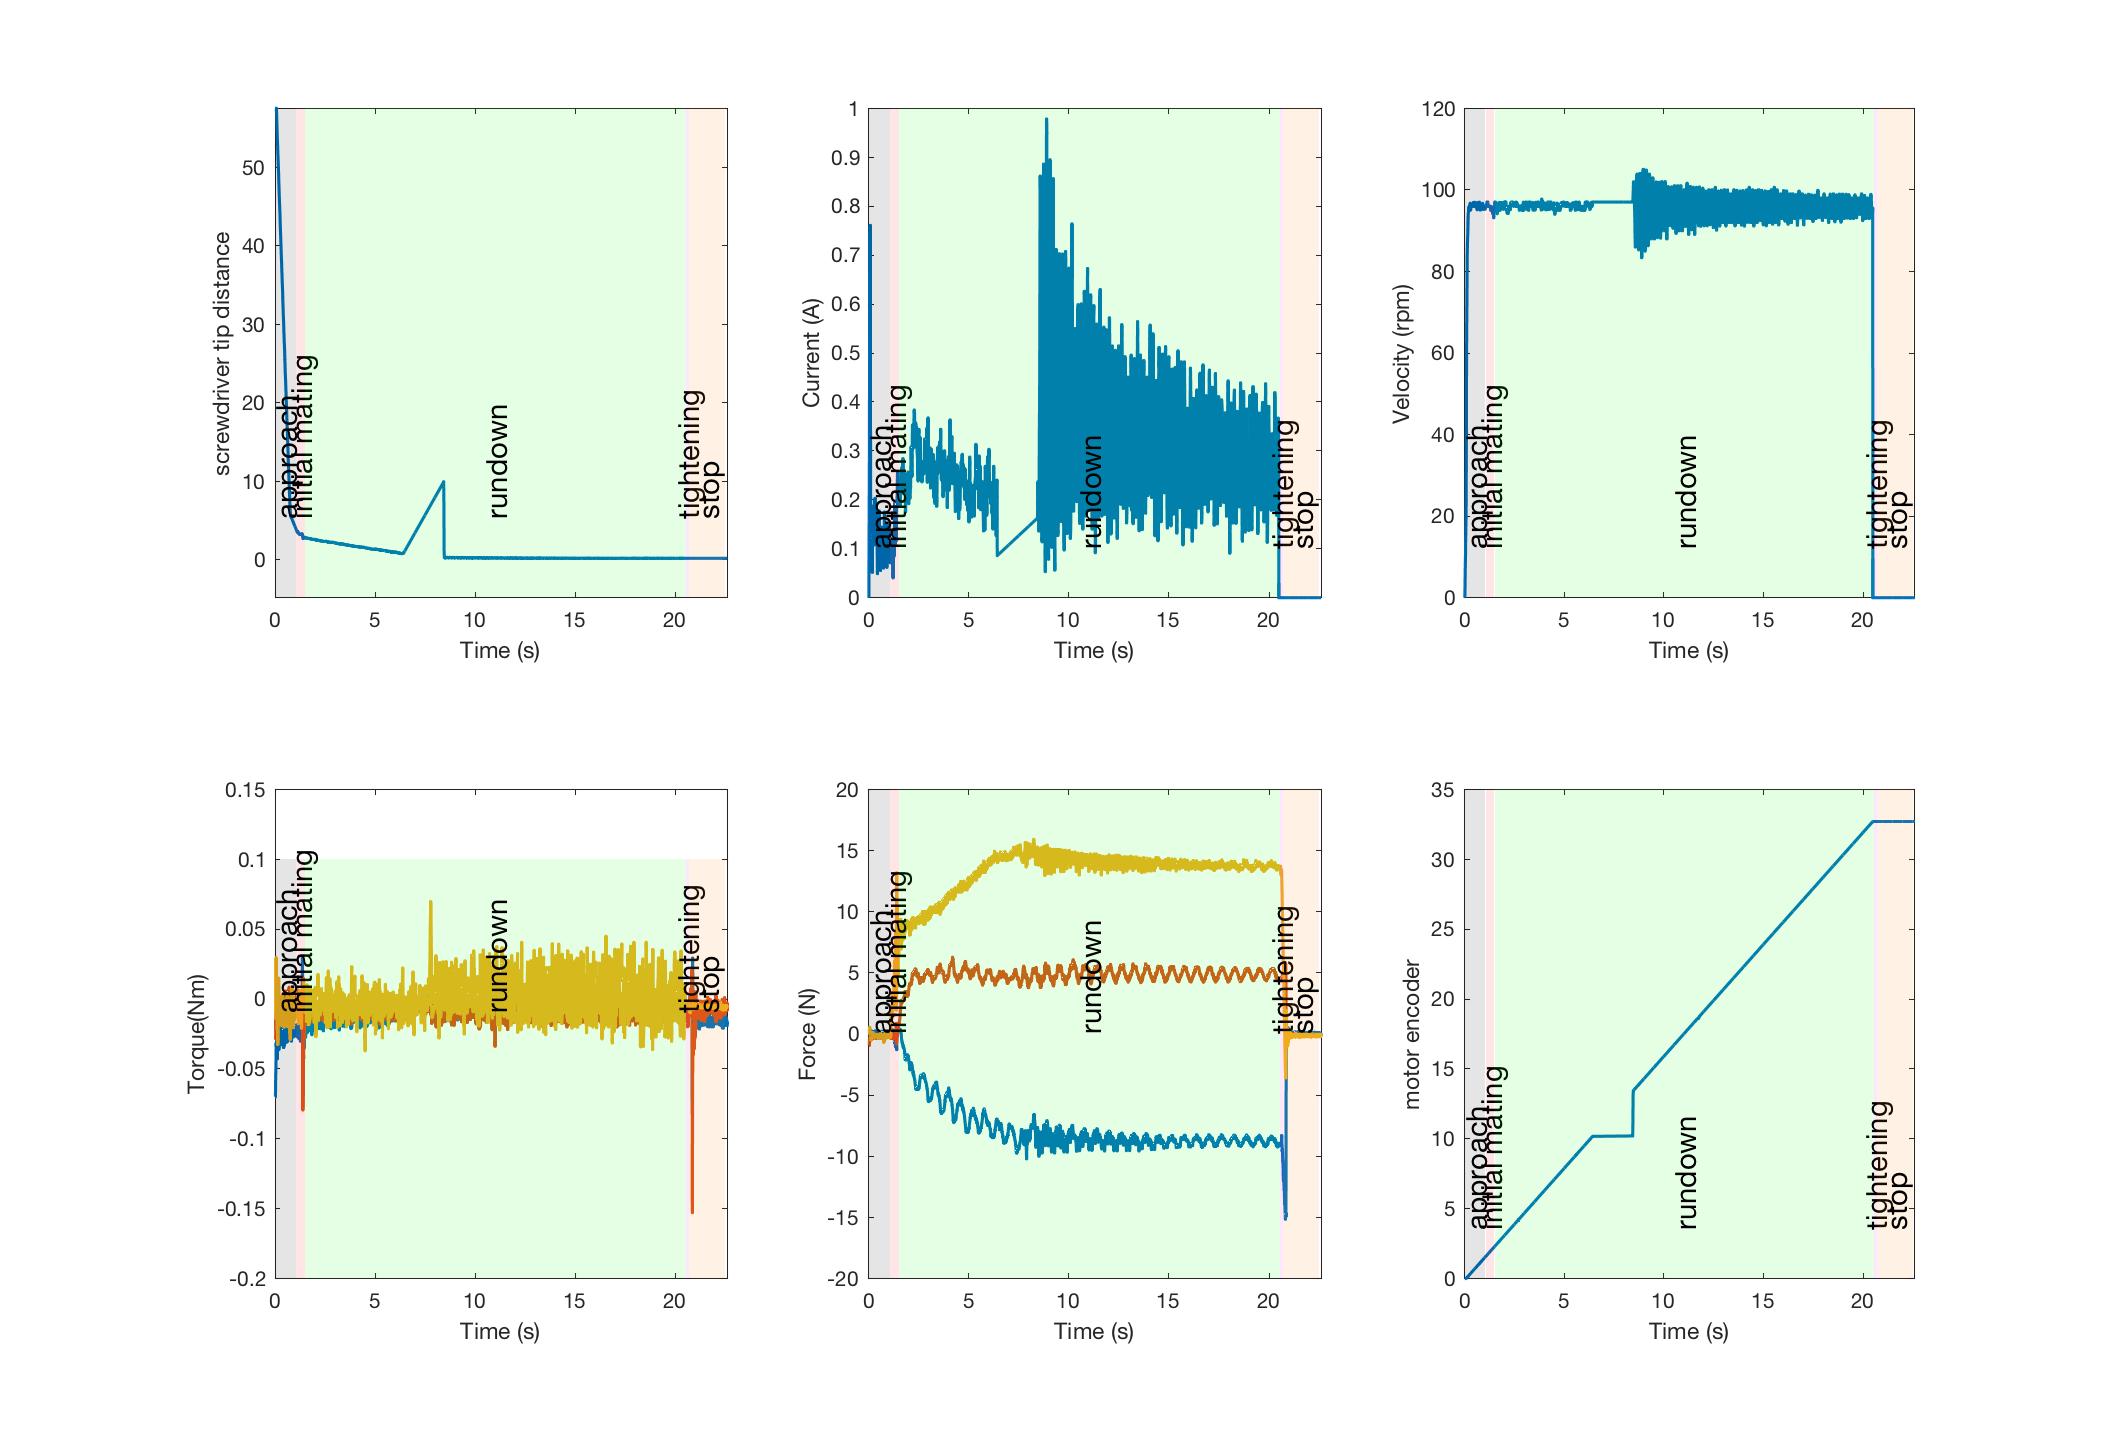 screwdriver tip distance
50
40
30
20
10
0
approach
initial mating
rundown
tightening
stop
0 5 10 15 20
Time (s)
Current (A)
1
0.9
0.8
0.7
0.6
0.5
0.4
0.3
0.2
0.1
0
approach
initial mating
rundown
tightening
stop
0 5 10 15 20
Time (s)
Velocity (rpm)
120
100
80
60
40
20
0
approach
initial mating
rundown
tightening
stop
0 5 10 15 20
Time (s)
Torque(Nm)
0.15
0.1
0.05
0
-0.05
-0.1
-0.15
-0.2
approach
initial mating
rundown
tightening
stop
0 5 10 15 20
Time (s)
Force (N)
20
15
10
5
0
-5
-10
-15
-20
approach
initial mating
rundown
tightening
stop
0 5 10 15 20
Time (s)
motor encoder
35
30
25
20
15
10
5
0
approach
initial mating
rundown
tightening
stop
0 5 10 15 20
Time (s)